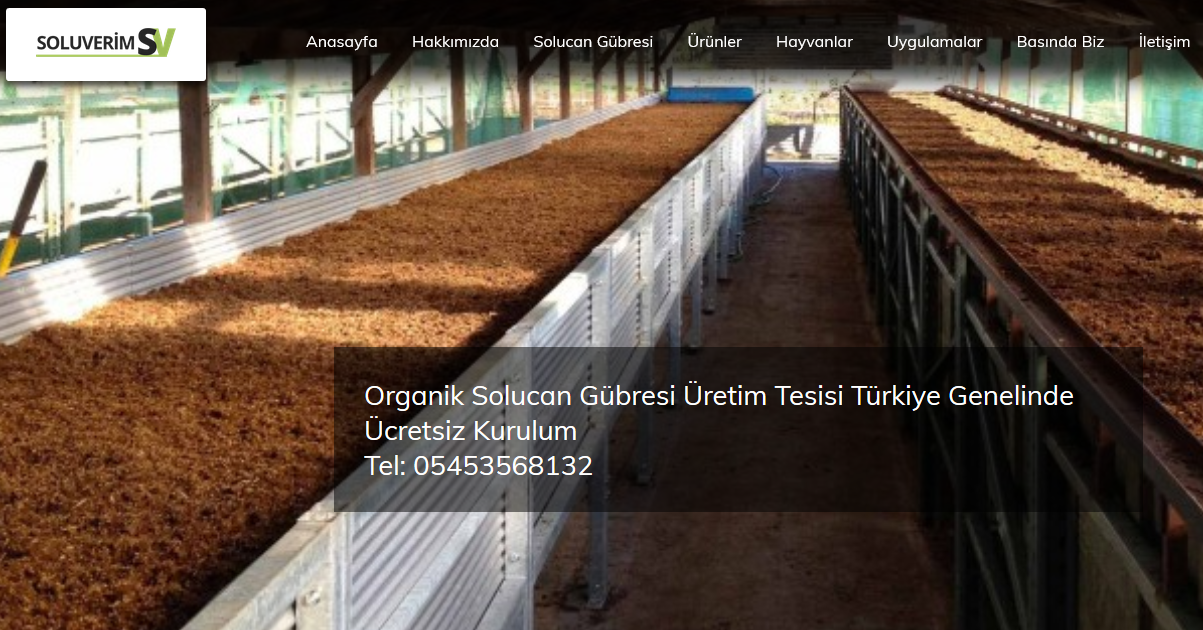 SOLUVERİM SV
Anasayfa Hakkımızda Solucan Gübresi Ürünler Hayvanlar Uygulamalar Basında Biz İletişim
Organik Solucan Gübresi Üretim Tesisi Türkiye Genelinde
Ücretsiz Kurulum
Tel: 05453568132